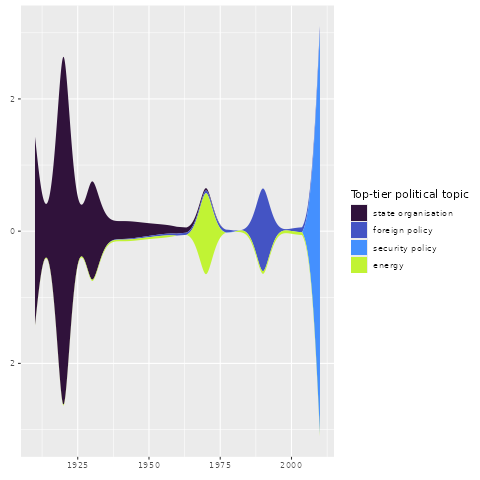 2
0
2
1925 1950 1975 2000
Top-tier political topic
state organisation
foreign policy
security policy
energy